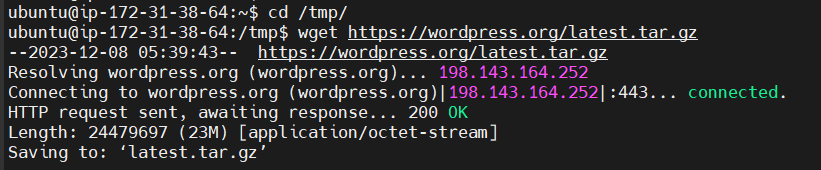 ubuntu@ip-172-31-38-64:~$ cd /tmp/
ubuntu@ip-172-31-38-64:/tmp$ wget https://wordpress.org/latest.tar.gz
--2023-12-08 05:39:43--  https://wordpress.org/latest.tar.gz
Resolving wordpress.org (wordpress.org)... 198.143.164.252
Connecting to wordpress.org (wordpress.org)|198.143.164.252|:443... connected.
HTTP request sent, awaiting response... 200 OK
Length: 24479697 (23M) [application/octet-stream]
Saving to: ‘latest.tar.gz’